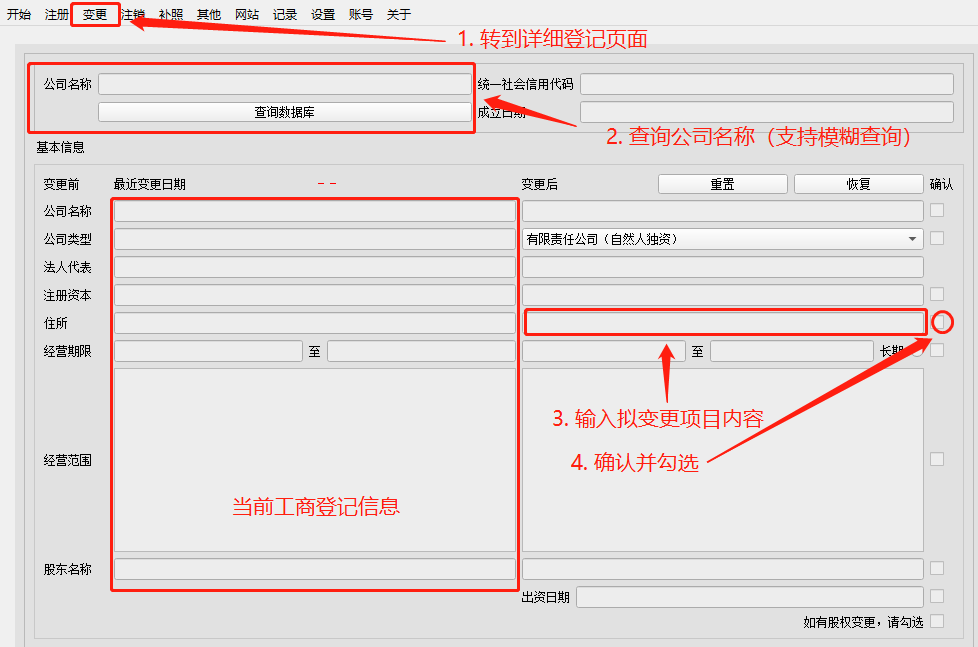 开始 注册 变更 注销 补照 其他 网站 记录 设置 账号 关于
1. 转到详细登记页面
公司名称 统一社会信用代码
查询数据库 成立日期
2. 查询公司名称（支持模糊查询）
基本信息
变更前 最近变更日期 – – 变更后 重置 恢复 确认
公司名称
公司类型 有限责任公司（自然人独资）
法人代表
注册资本
住所
经营期限 至 至 长期
3. 输入拟变更项目内容
4. 确认并勾选
经营范围
当前工商登记信息
股东名称
出资日期
如有股权变更，请勾选